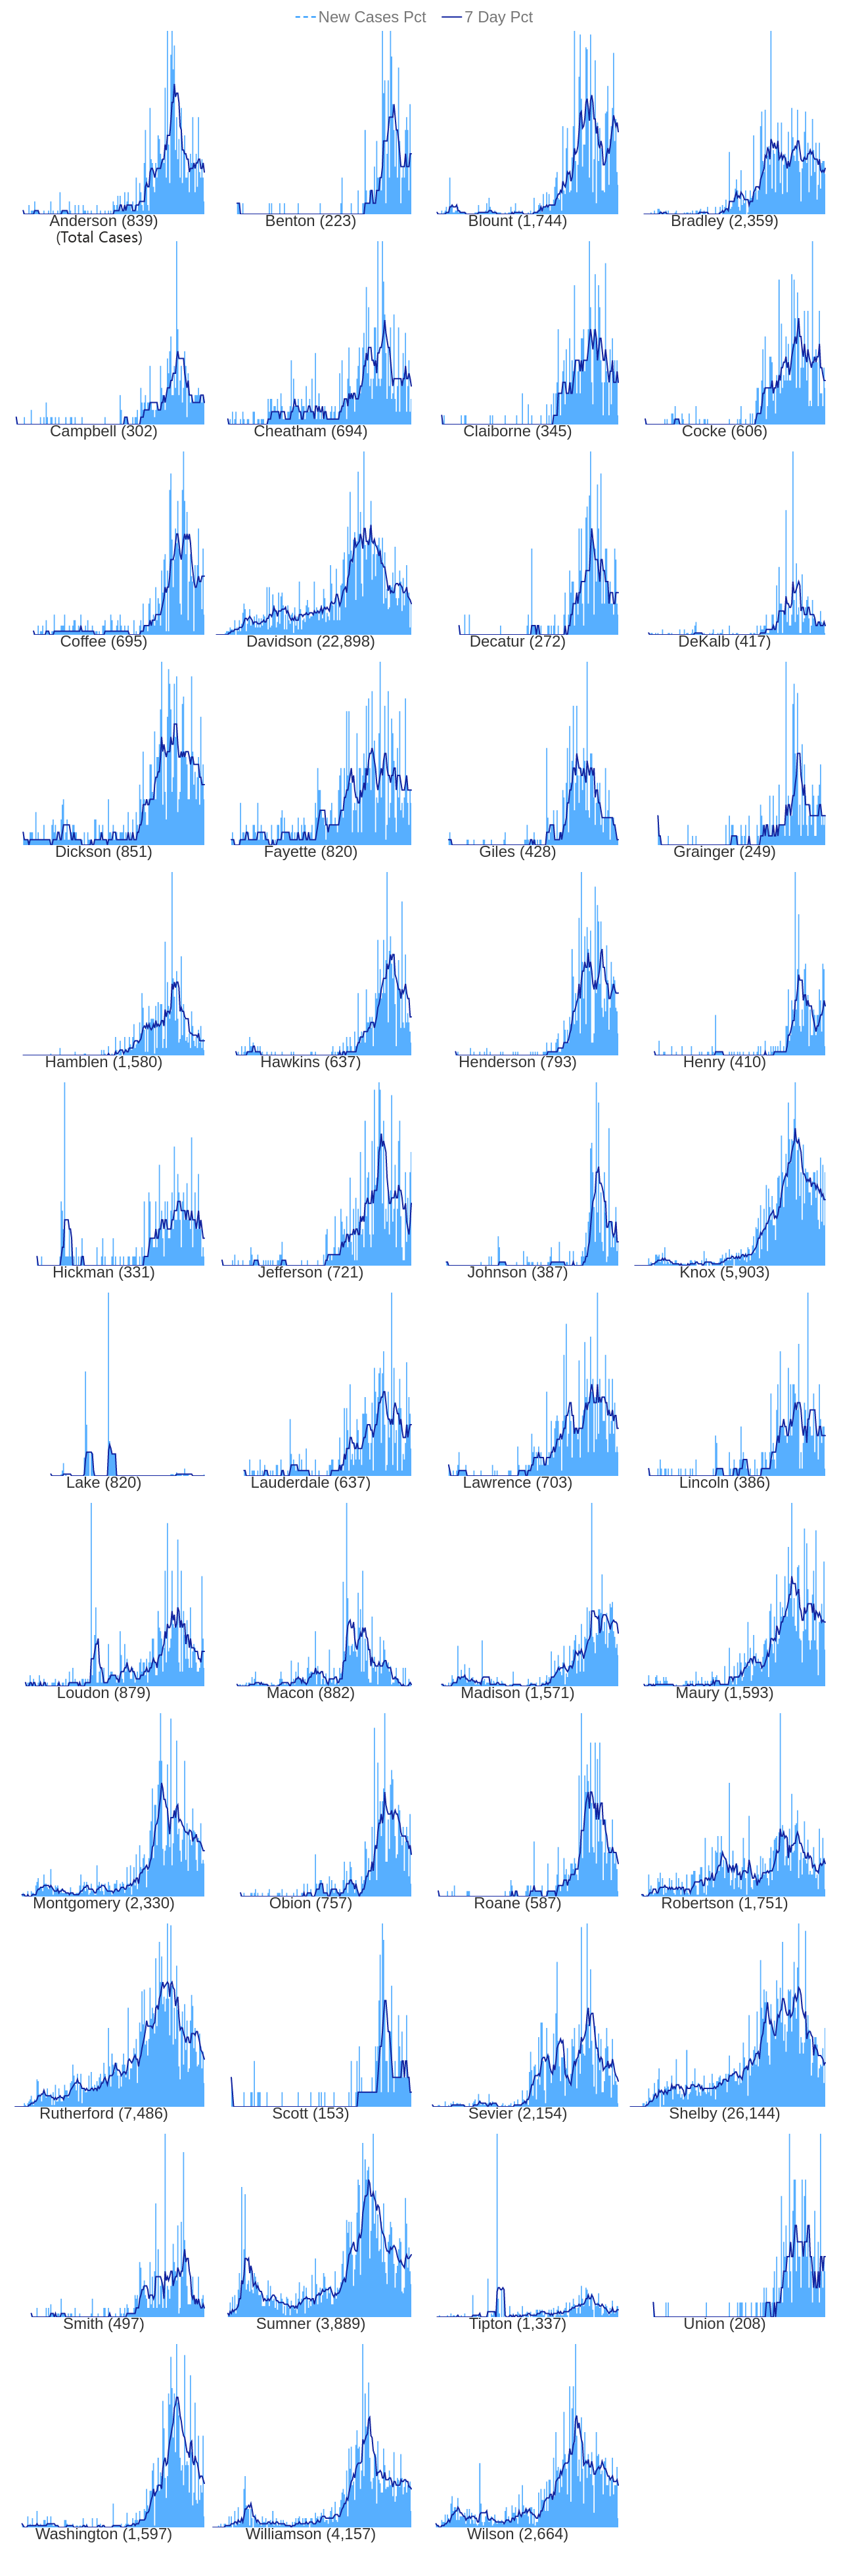 New Cases Pct 7 Day Pct
Anderson (839) Benton (223) Blount (1,744) Bradley (2,359)
(Total Cases)
Campbell (302) Cheatham (694) Claiborne (345) Cocke (606)
Coffee (695) Davidson (22,898) Decatur (272) DeKalb (417)
Dickson (851) Fayette (820) Giles (428) Grainger (249)
Hamblen (1,580) Hawkins (637) Henderson (793) Henry (410)
Hickman (331) Jefferson (721) Johnson (387) Knox (5,903)
Lake (820) Lauderdale (637) Lawrence (703) Lincoln (386)
Loudon (879) Macon (882) Madison (1,571) Maury (1,593)
Montgomery (2,330) Obion (757) Roane (587) Robertson (1,751)
Rutherford (7,486) Scott (153) Sevier (2,154) Shelby (26,144)
Smith (497) Sumner (3,889) Tipton (1,337) Union (208)
Washington (1,597) Williamson (4,157) Wilson (2,664)